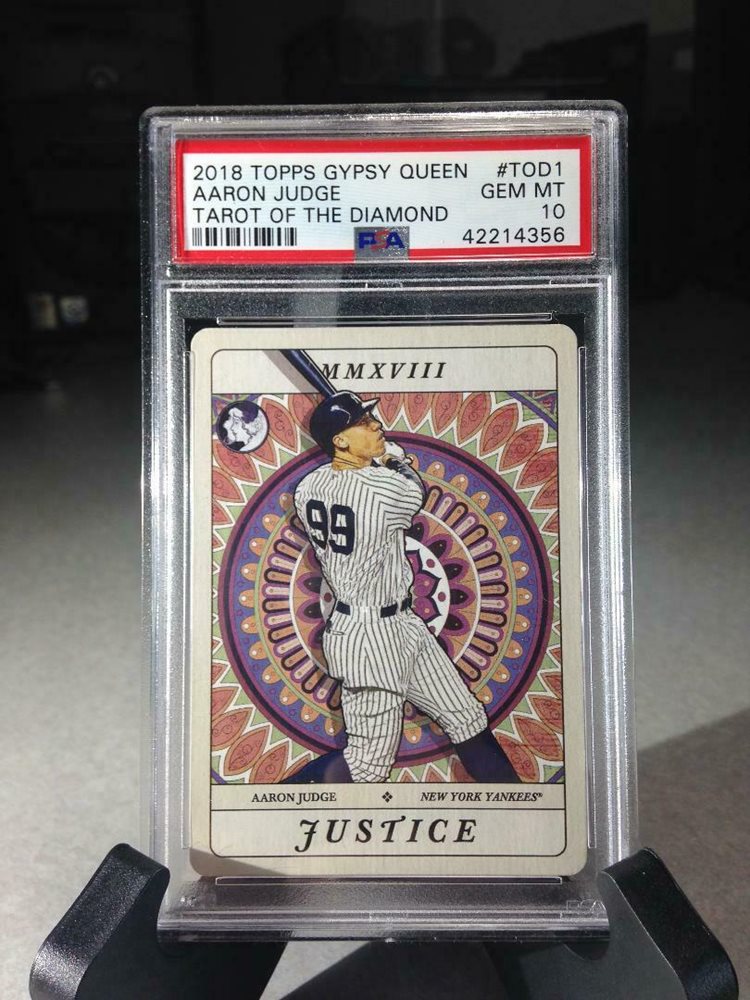 2018 TOPPS GYPSY QUEEN #TOD1
AARON JUDGE GEM MT
TAROT OF THE DIAMOND 10
PSA 42214356
MMXVIII
99
AARON JUDGE ❖ NEW YORK YANKEES®
JUSTICE